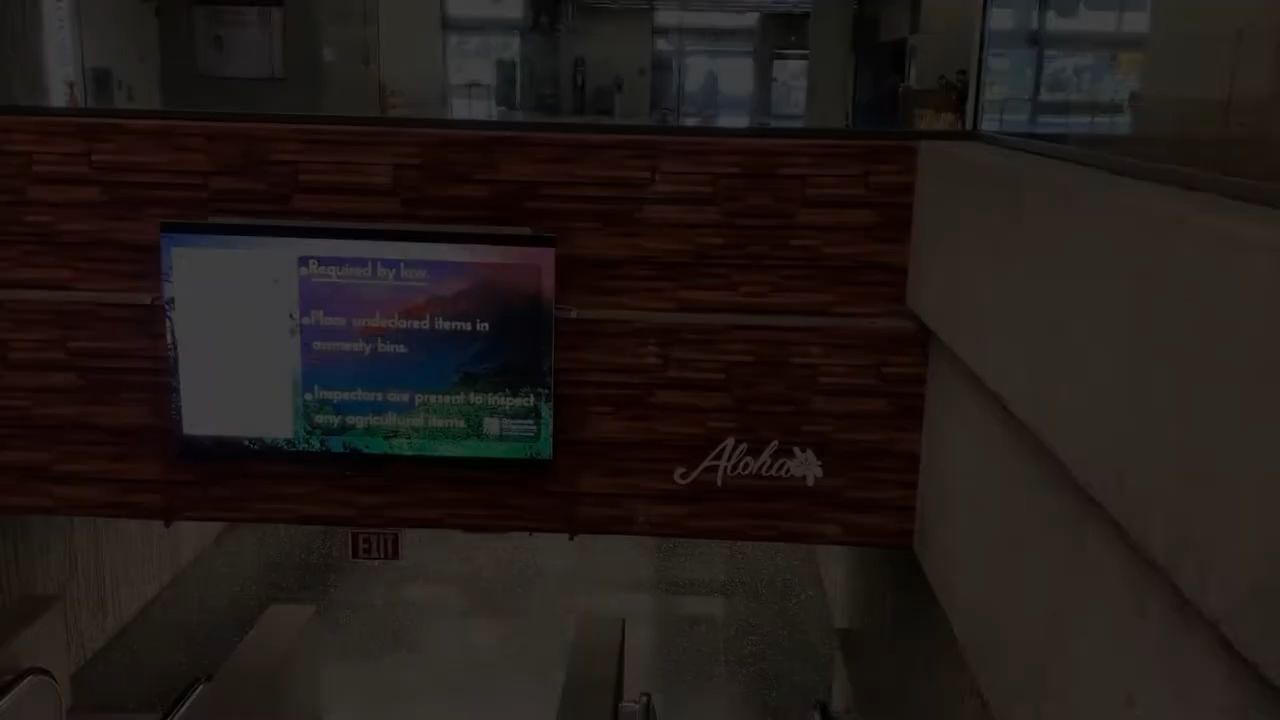 Required by law.
Place undeclared items in
amnesty bins.
Inspectors are present to inspect
any agricultural items.
Aloha
EXIT